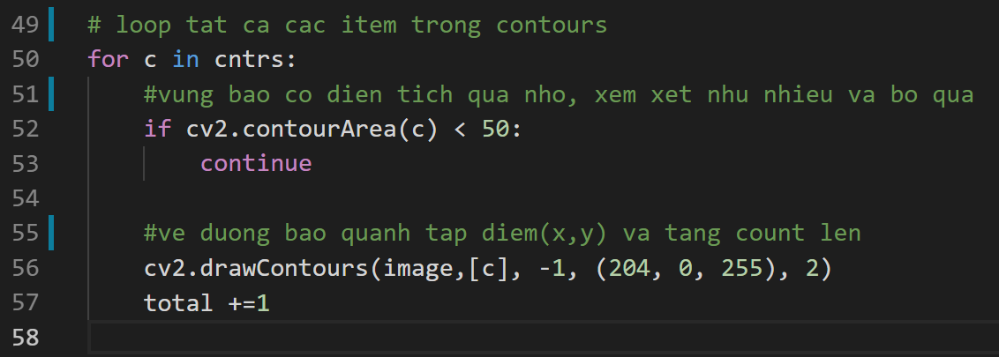 49 # loop tat ca cac item trong contours
50 for c in cntrs:
51 #vung bao co dien tich qua nho, xem xet nhu nhieu va bo qua
52 if cv2.contourArea(c) < 50:
53 continue
54
55 #ve duong bao quanh tap diem(x,y) va tang count len
56 cv2.drawContours(image,[c], -1, (204, 0, 255), 2)
57 total +=1
58